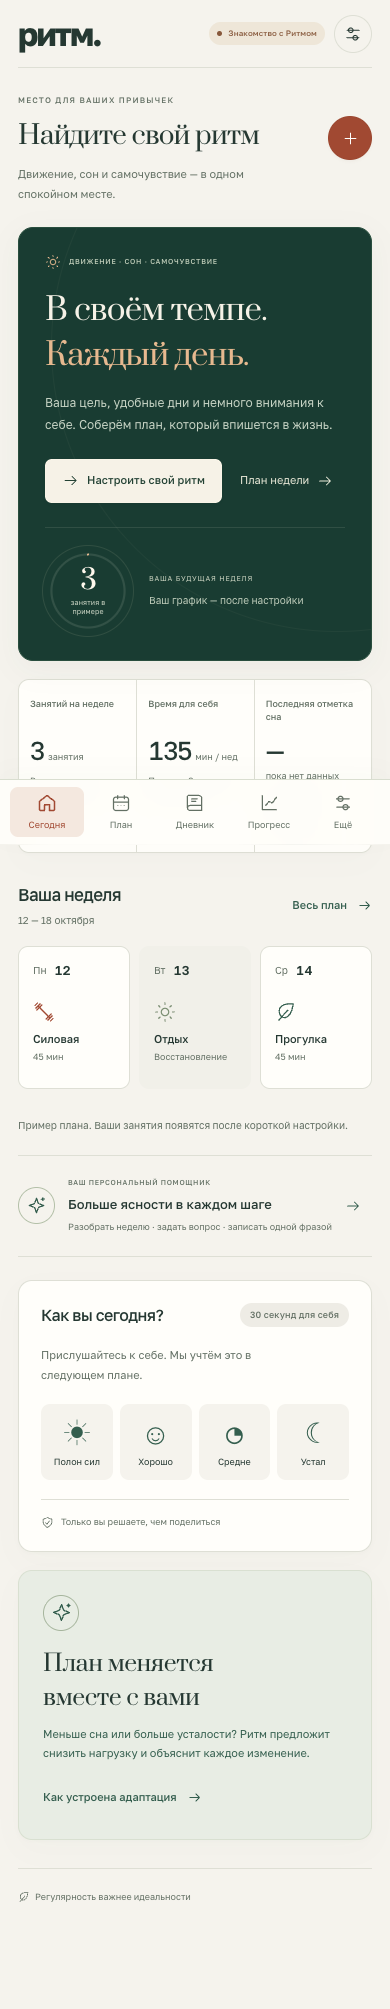 ритм.
Знакомство с Ритмом
МЕСТО ДЛЯ ВАШИХ ПРИВЫЧЕК
Найдите свой ритм
Движение, сон и самочувствие — в одном
спокойном месте.
ДВИЖЕНИЕ · СОН · САМОЧУВСТВИЕ
В своём темпе.
Каждый день.
Ваша цель, удобные дни и немного внимания к
себе. Соберём план, который впишется в жизнь.
Настроить свой ритм
План недели
3
занятия в
примере
ВАША БУДУЩАЯ НЕДЕЛЯ
Ваш график — после настройки
Занятий на неделе
3 занятия
Время для себя
135 мин / нед
Последняя отметка
сна
—
пока нет данных
Сегодня
План
Дневник
Прогресс
Ещё
Ваша неделя
12 — 18 октября
Весь план
Пн 12
Силовая
45 мин
Вт 13
Отдых
Восстановление
Ср 14
Прогулка
45 мин
Пример плана. Ваши занятия появятся после короткой настройки.
ВАШ ПЕРСОНАЛЬНЫЙ ПОМОЩНИК
Больше ясности в каждом шаге
Разобрать неделю · задать вопрос · записать одной фразой
Как вы сегодня?
30 секунд для себя
Прислушайтесь к себе. Мы учтём это в
следующем плане.
Полон сил
Хорошо
Средне
Устал
Только вы решаете, чем поделиться
План меняется
вместе с вами
Меньше сна или больше усталости? Ритм предложит
снизить нагрузку и объяснит каждое изменение.
Как устроена адаптация
Регулярность важнее идеальности